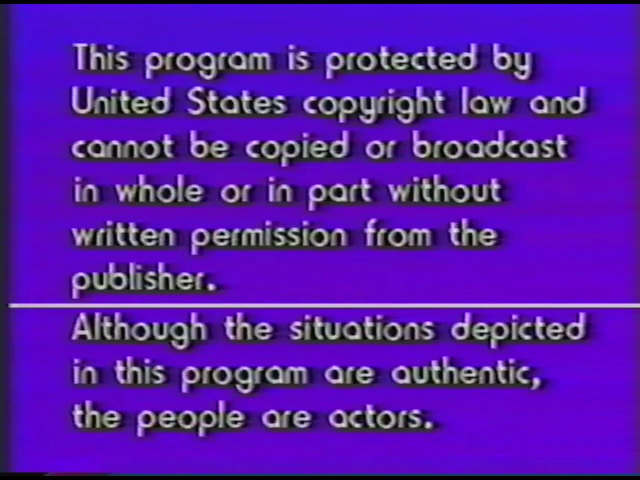 This program is protected by
United States copyright law and
cannot be copied or broadcast
in whole or in part without
written permission from the
publisher.
Although the situations depicted
in this program are authentic,
the people are actors.